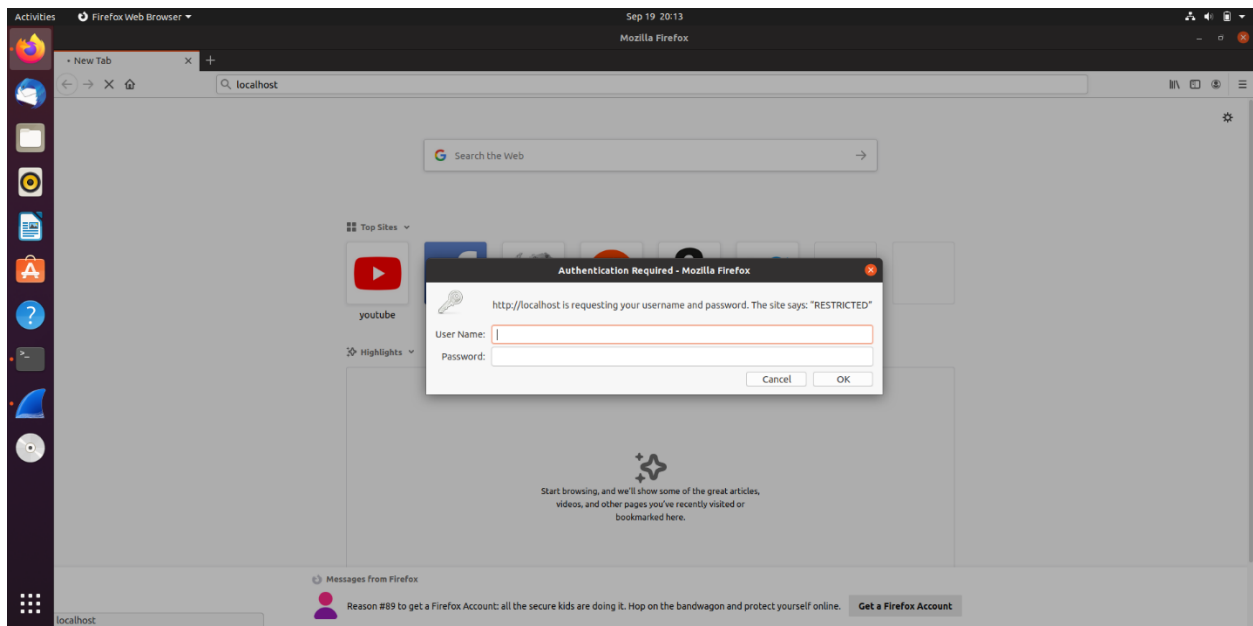 Activities
Firefox Web Browser
Sep 19 20:13
Mozilla Firefox
New Tab
localhost
Search the Web
Top Sites
youtube
Authentication Required - Mozilla Firefox
http://localhost is requesting your username and password. The site says: "RESTRICTED"
User Name:
Password:
Cancel
OK
Highlights
Start browsing, and we'll show some of the great articles,
videos, and other pages you've recently visited or
bookmarked here.
Messages from Firefox
Reason #89 to get a Firefox Account: all the secure kids are doing it. Hop on the bandwagon and protect yourself online.
Get a Firefox Account
localhost